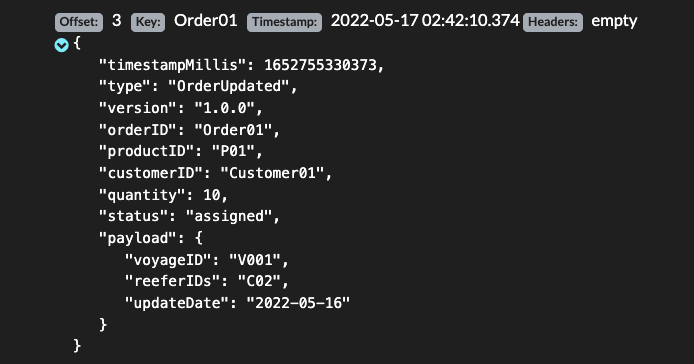 Offset: 3 Key: Order01 Timestamp: 2022-05-17 02:42:10.374 Headers: empty
{
"timestampMillis": 1652755330373,
"type": "OrderUpdated",
"version": "1.0.0",
"orderID": "Order01",
"productID": "P01",
"customerID": "Customer01",
"quantity": 10,
"status": "assigned",
"payload": {
"voyageID": "V001",
"reeferIDs": "C02",
"updateDate": "2022-05-16"
}
}